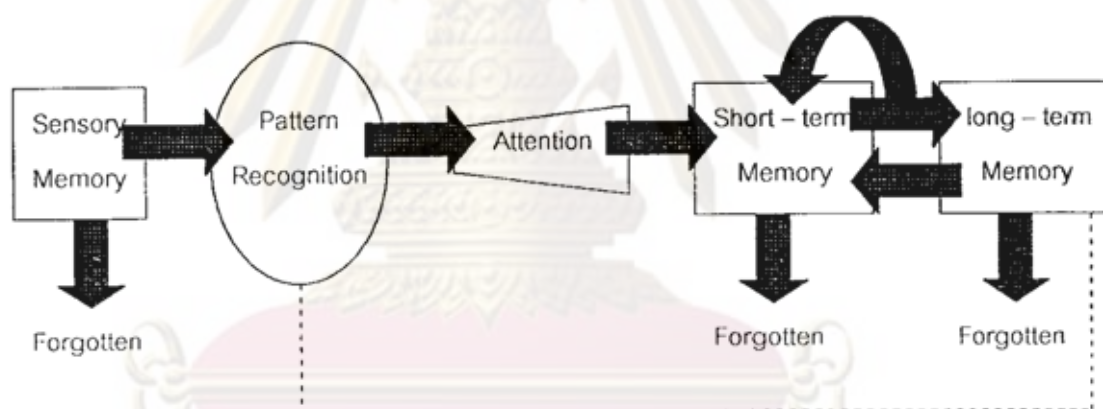 Sensory
Memory
Forgotten
Pattern
Recognition
Attention
Short – term
Memory
Forgotten
long – term
Memory
Forgotten